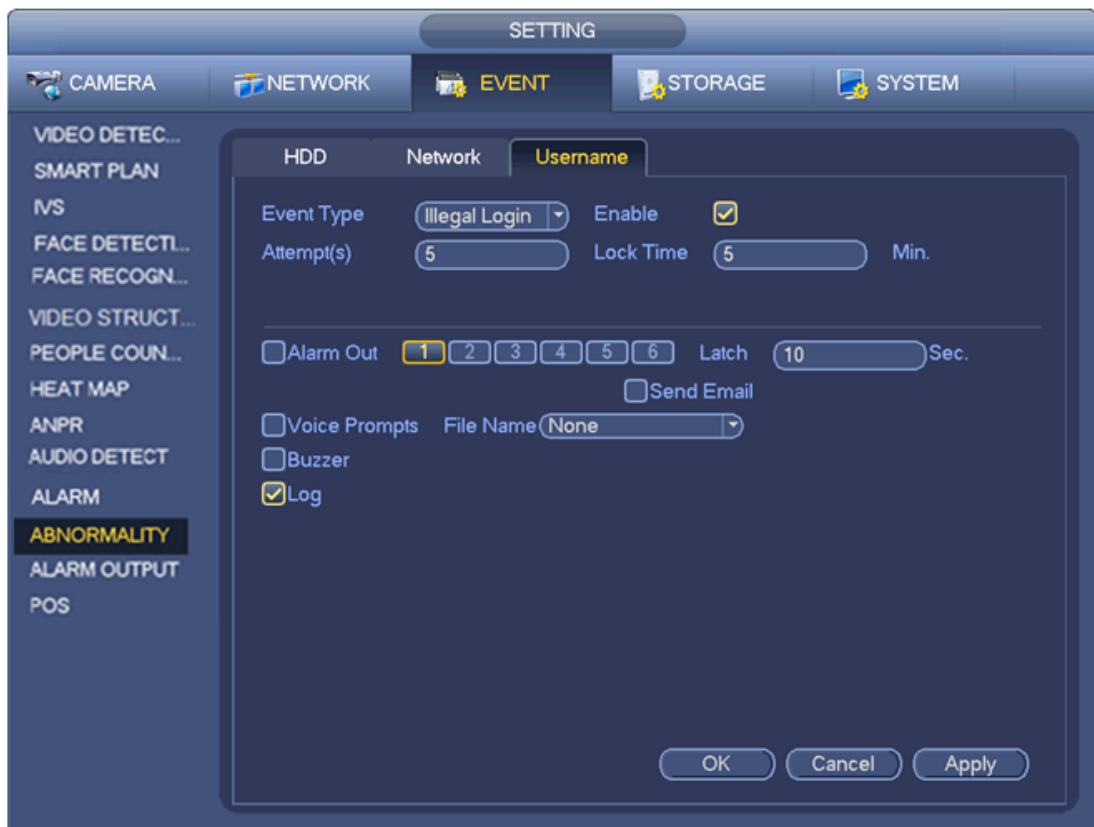 SETTING
CAMERA NETWORK EVENT STORAGE SYSTEM
VIDEO DETEC...
SMART PLAN
IVS
FACE DETECTI...
FACE RECOGN...
VIDEO STRUCT...
PEOPLE COUN...
HEAT MAP
ANPR
AUDIO DETECT
ALARM
ABNORMALITY
ALARM OUTPUT
POS
HDD Network Username
Event Type Illegal Login Enable
Attempt(s) 5 Lock Time 5 Min.
Alarm Out 1 2 3 4 5 6 Latch 10 Sec.
Send Email
Voice Prompts File Name None
Buzzer
Log
OK Cancel Apply